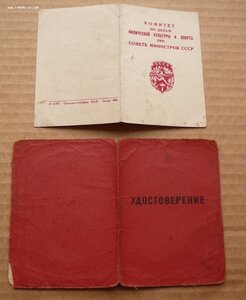 КОМИТЕТ
ПО ДЕЛАМ
ФИЗИЧЕСКОЙ КУЛЬТУРЫ И СПОРТА
ПРИ
СОВЕТЕ МИНИСТРОВ СССР
УДОСТОВЕРЕНИЕ